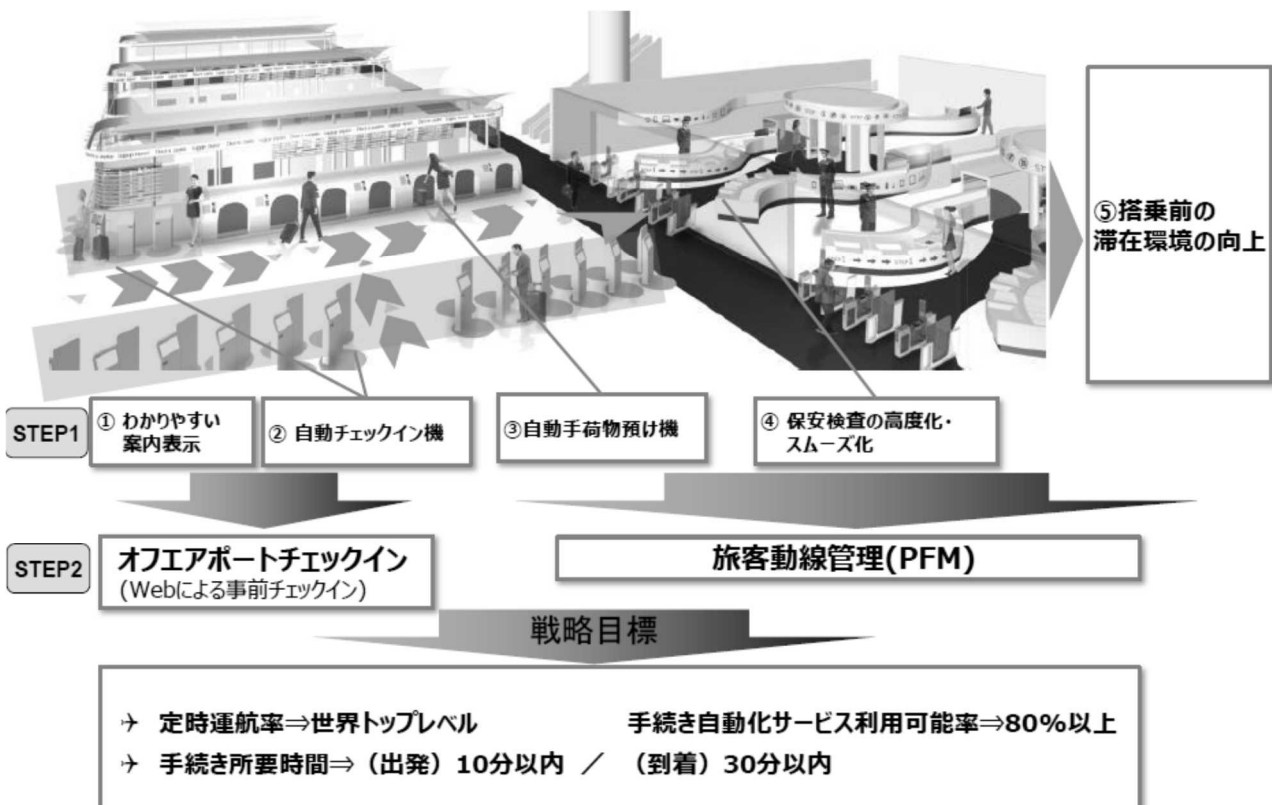 ⑤搭乗前の
滞在環境の向上
STEP1
① わかりやすい
案内表示
② 自動チェックイン機
③自動手荷物預け機
④ 保安検査の高度化・
スムーズ化
STEP2
オフエアポートチェックイン
(Webによる事前チェックイン)
旅客動線管理(PFM)
戦略目標
✈ 定時運航率⇒世界トップレベル 手続き自動化サービス利用可能率⇒80%以上
✈ 手続き所要時間⇒（出発）10分以内 ／ （到着）30分以内